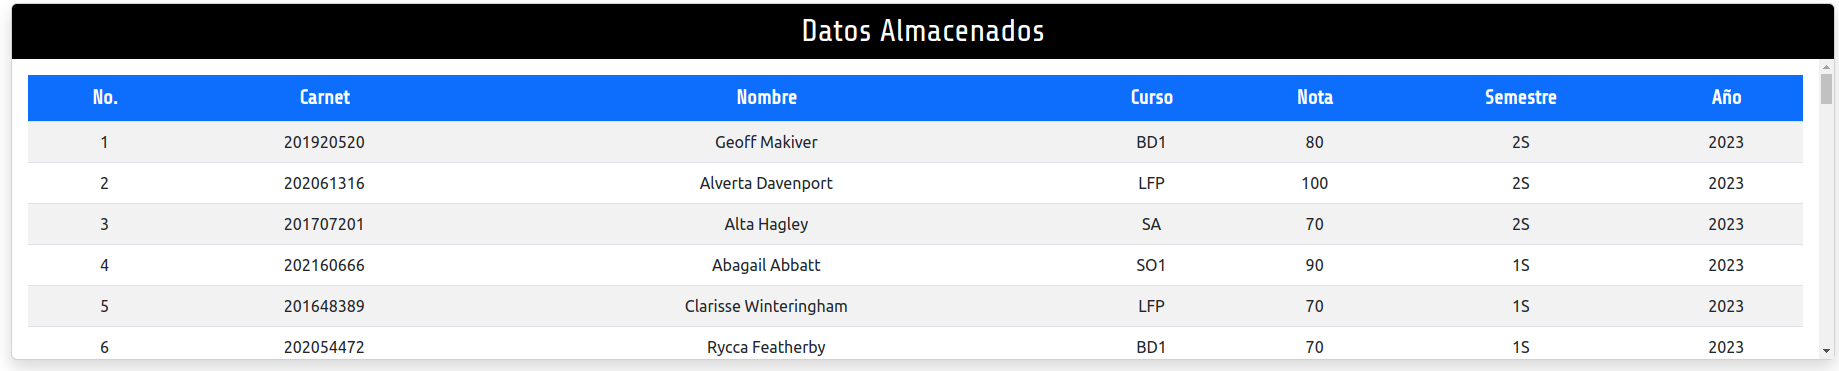 Datos Almacenados
No. Carnet Nombre Curso Nota Semestre Año
1 201920520 Geoff Makiver BD1 80 2S 2023
2 202061316 Alverta Davenport LFP 100 2S 2023
3 201707201 Alta Hagley SA 70 2S 2023
4 202160666 Abagail Abbatt SO1 90 1S 2023
5 201648389 Clarisse Winteringham LFP 70 1S 2023
6 202054472 Rycca Featherby BD1 70 1S 2023